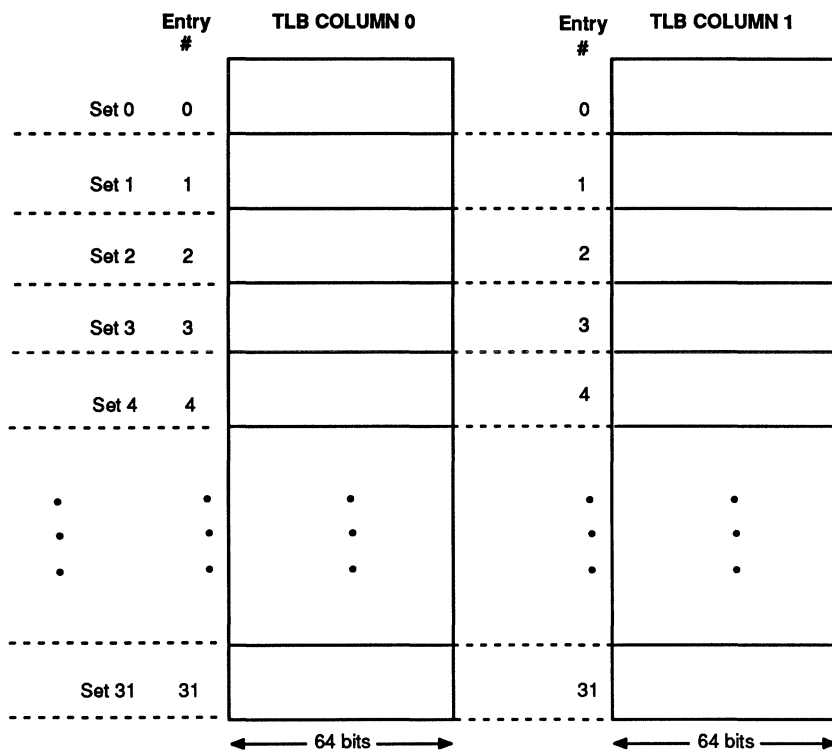 Entry # TLB COLUMN 0 Entry # TLB COLUMN 1
Set 0 0 0
Set 1 1 1
Set 2 2 2
Set 3 3 3
Set 4 4 4
Set 31 31 31
64 bits 64 bits